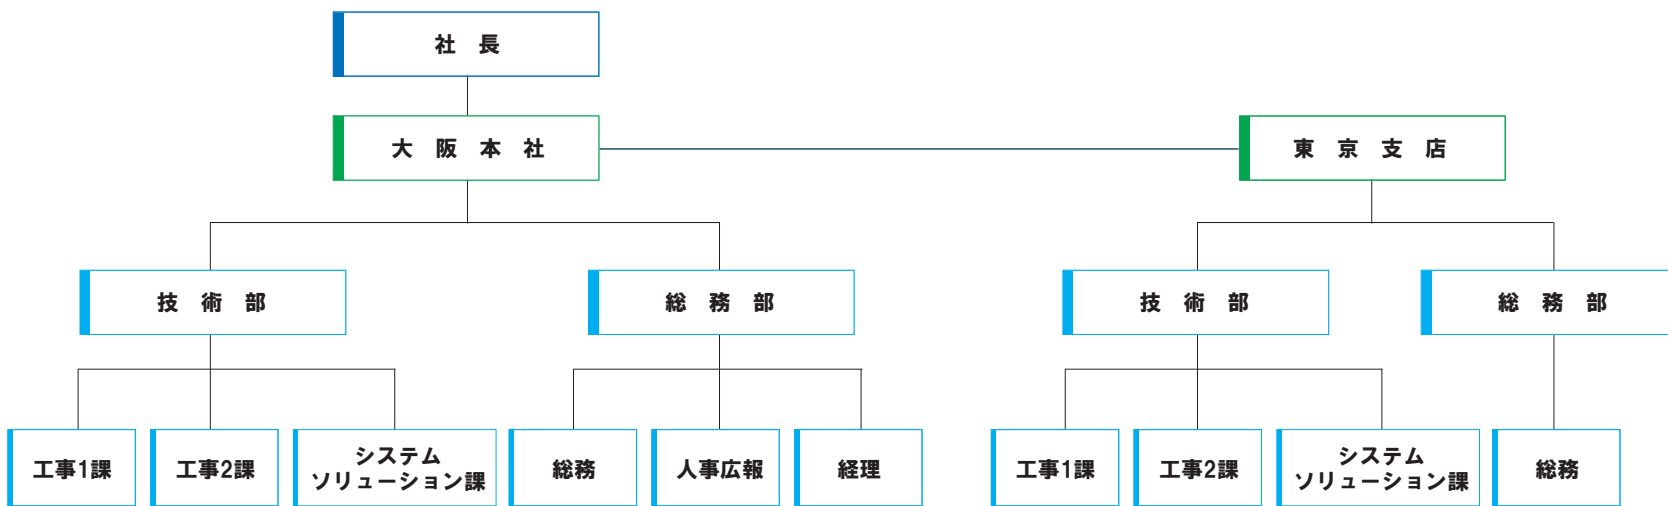 社　長
大　阪　本　社
東　京　支　店
技　術　部
総　務　部
技　術　部
総　務　部
工事1課
工事2課
システム
ソリューション課
総務
人事広報
経理
工事1課
工事2課
システム
ソリューション課
総務